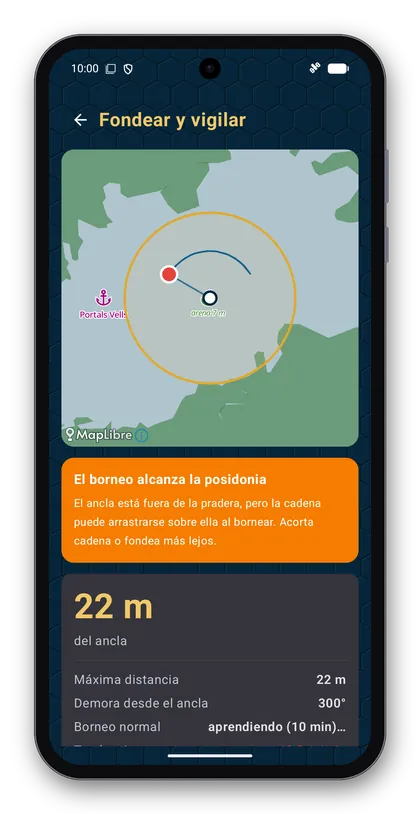 10:00
Fondear y vigilar
Portals Vells
arena 7 m
MapLibre
El borneo alcanza la posidonia
El ancla está fuera de la pradera, pero la cadena
puede arrastrarse sobre ella al bornear. Acorta
cadena o fondea más lejos.
22 m
del ancla
Máxima distancia 22 m
Demora desde el ancla 300°
Borneo normal aprendiendo (10 min)…